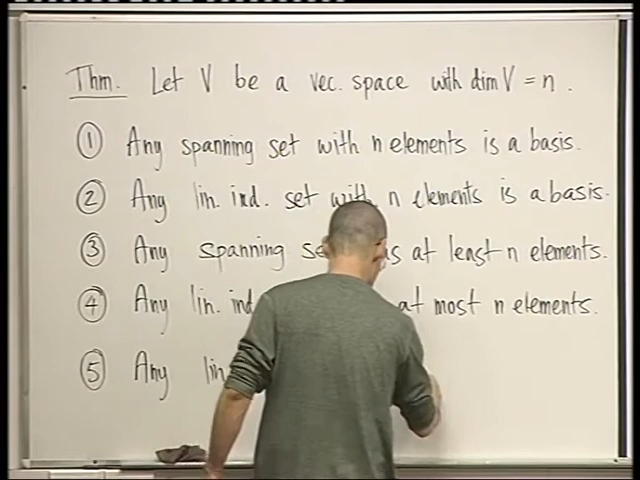 Thm. Let V be a vec. space with dim V = n.
① Any spanning set with n elements is a basis.
② Any lin. ind. set with n elements is a basis.
③ Any spanning at least n elements.
④ Any lin. ind. at most n elements.
⑤ Any lin.